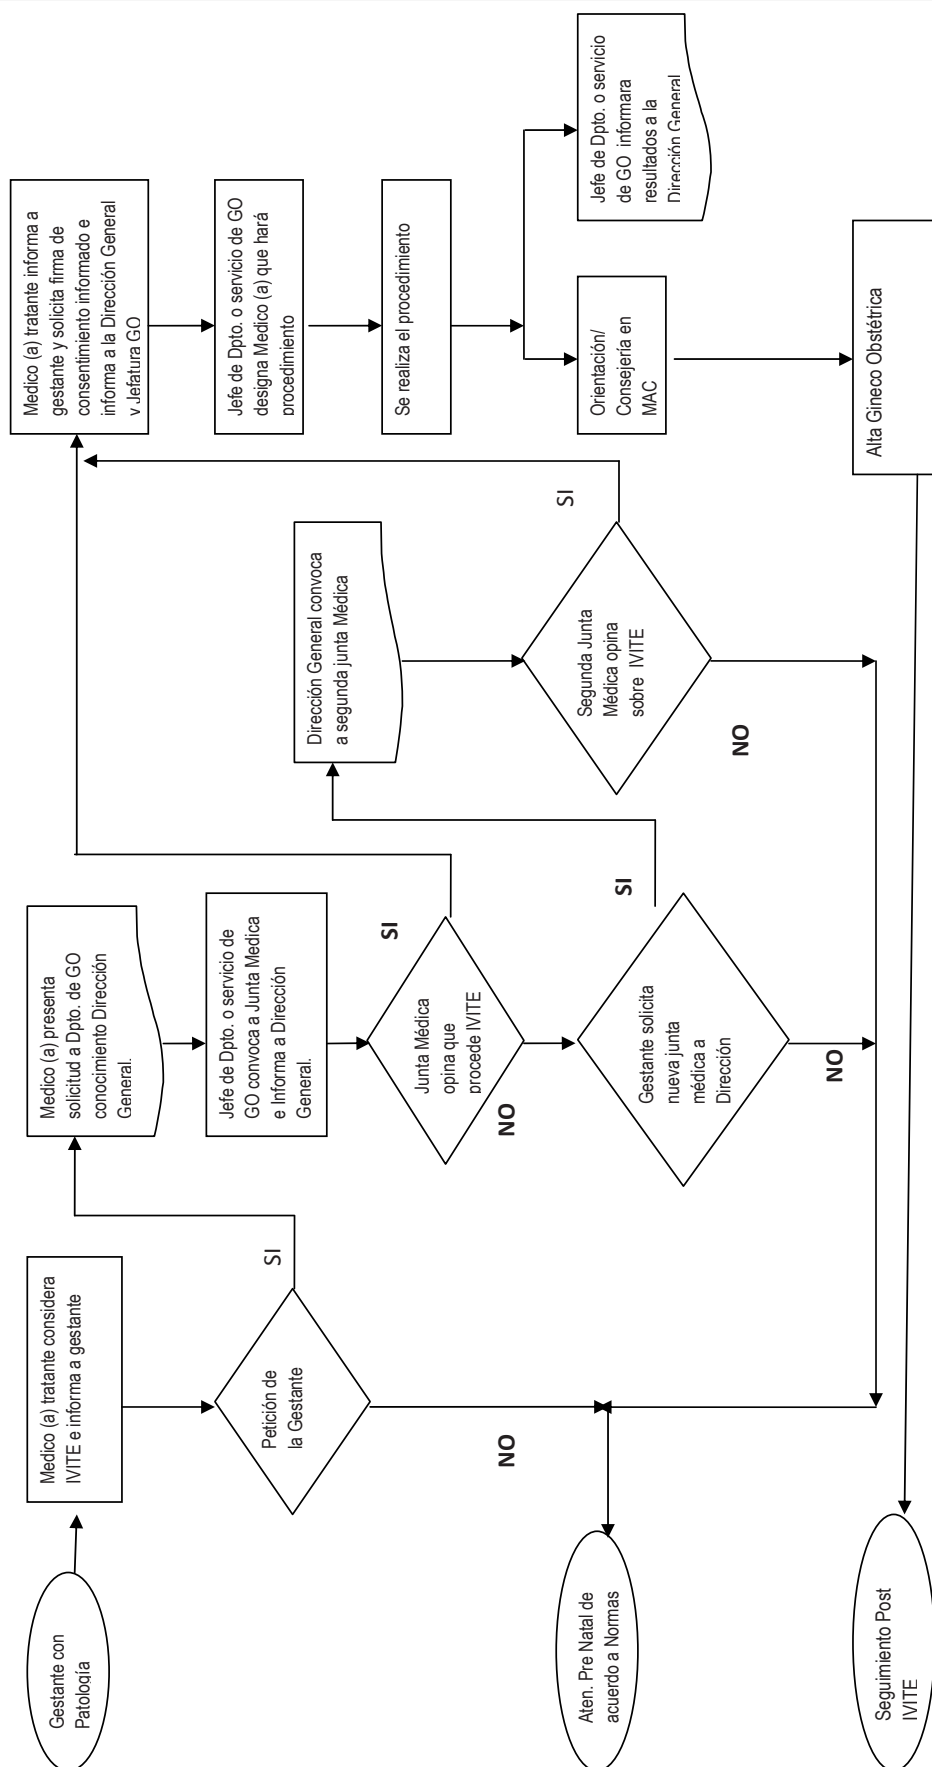 Gestante con
Patología
Medico (a) tratante considera
IVITE e informa a gestante
Petición de
la Gestante
SI
NO
Aten. Pre Natal de
acuerdo a Normas
Medico (a) presenta
solicitud a Dpto. de GO
conocimiento Dirección
General.
Jefe de Dpto. o servicio de
GO convoca a Junta Medica
e Informa a Dirección
General.
Junta Médica
opina que
procede IVITE
SI
NO
Gestante solicita
nueva junta
médica a
Dirección
SI
NO
Dirección General convoca
a segunda junta Médica
Segunda Junta
Médica opina
sobre IVITE
SI
NO
Medico (a) tratante informa a
gestante y solicita firma de
consentimiento informado e
informa a la Dirección General
y Jefatura GO
Jefe de Dpto. o servicio de GO
designa Medico (a) que hará
procedimiento
Se realiza el procedimiento
Orientación/
Consejería en
MAC
Jefe de Dpto. o servicio
de GO informara
resultados a la
Dirección General
Alta Gineco Obstétrica
Seguimiento Post
IVITE